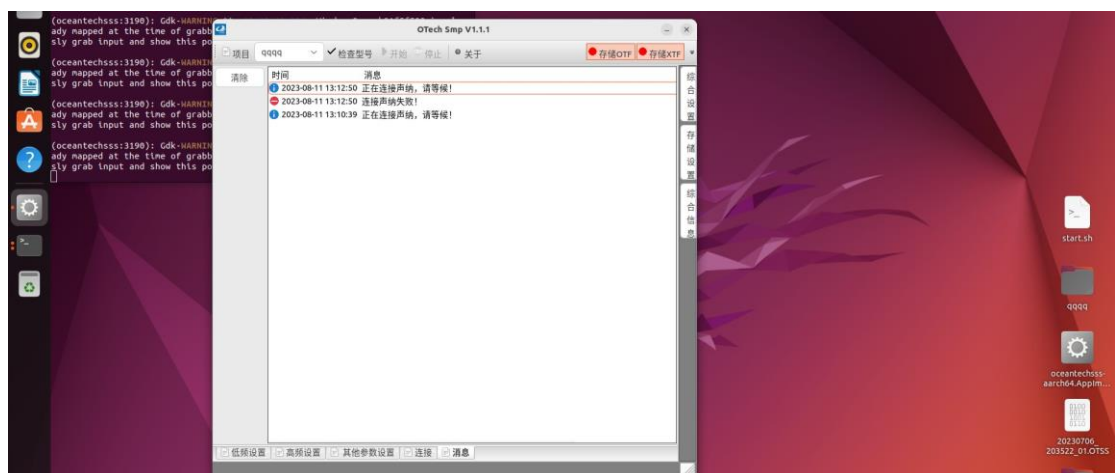 (oceantechsss:3190): Gdk-WARNIN
ady mapped at the time of grabb
sly grab input and show this po
(oceantechsss:3190): Gdk-WARNIN
ady mapped at the time of grabb
sly grab input and show this po
(oceantechsss:3190): Gdk-WARNIN
ady mapped at the time of grabb
sly grab input and show this po
(oceantechsss:3190): Gdk-WARNIN
ady mapped at the time of grabb
sly grab input and show this po
OTech Smp V1.1.1
项目 qqqq 检查型号 开始 停止 关于 存储OTF 存储XTF
清除
时间 消息
2023-08-11 13:12:50 正在连接声纳，请等候！
2023-08-11 13:12:50 连接声纳失败！
2023-08-11 13:10:39 正在连接声纳，请等候！
综合设置
存储设置
综合信息
低频设置 高频设置 其他参数设置 连接 消息
start.sh
qqqq
oceantechsss-
aarch64.AppIm...
20230706_
203522_01.OTSS